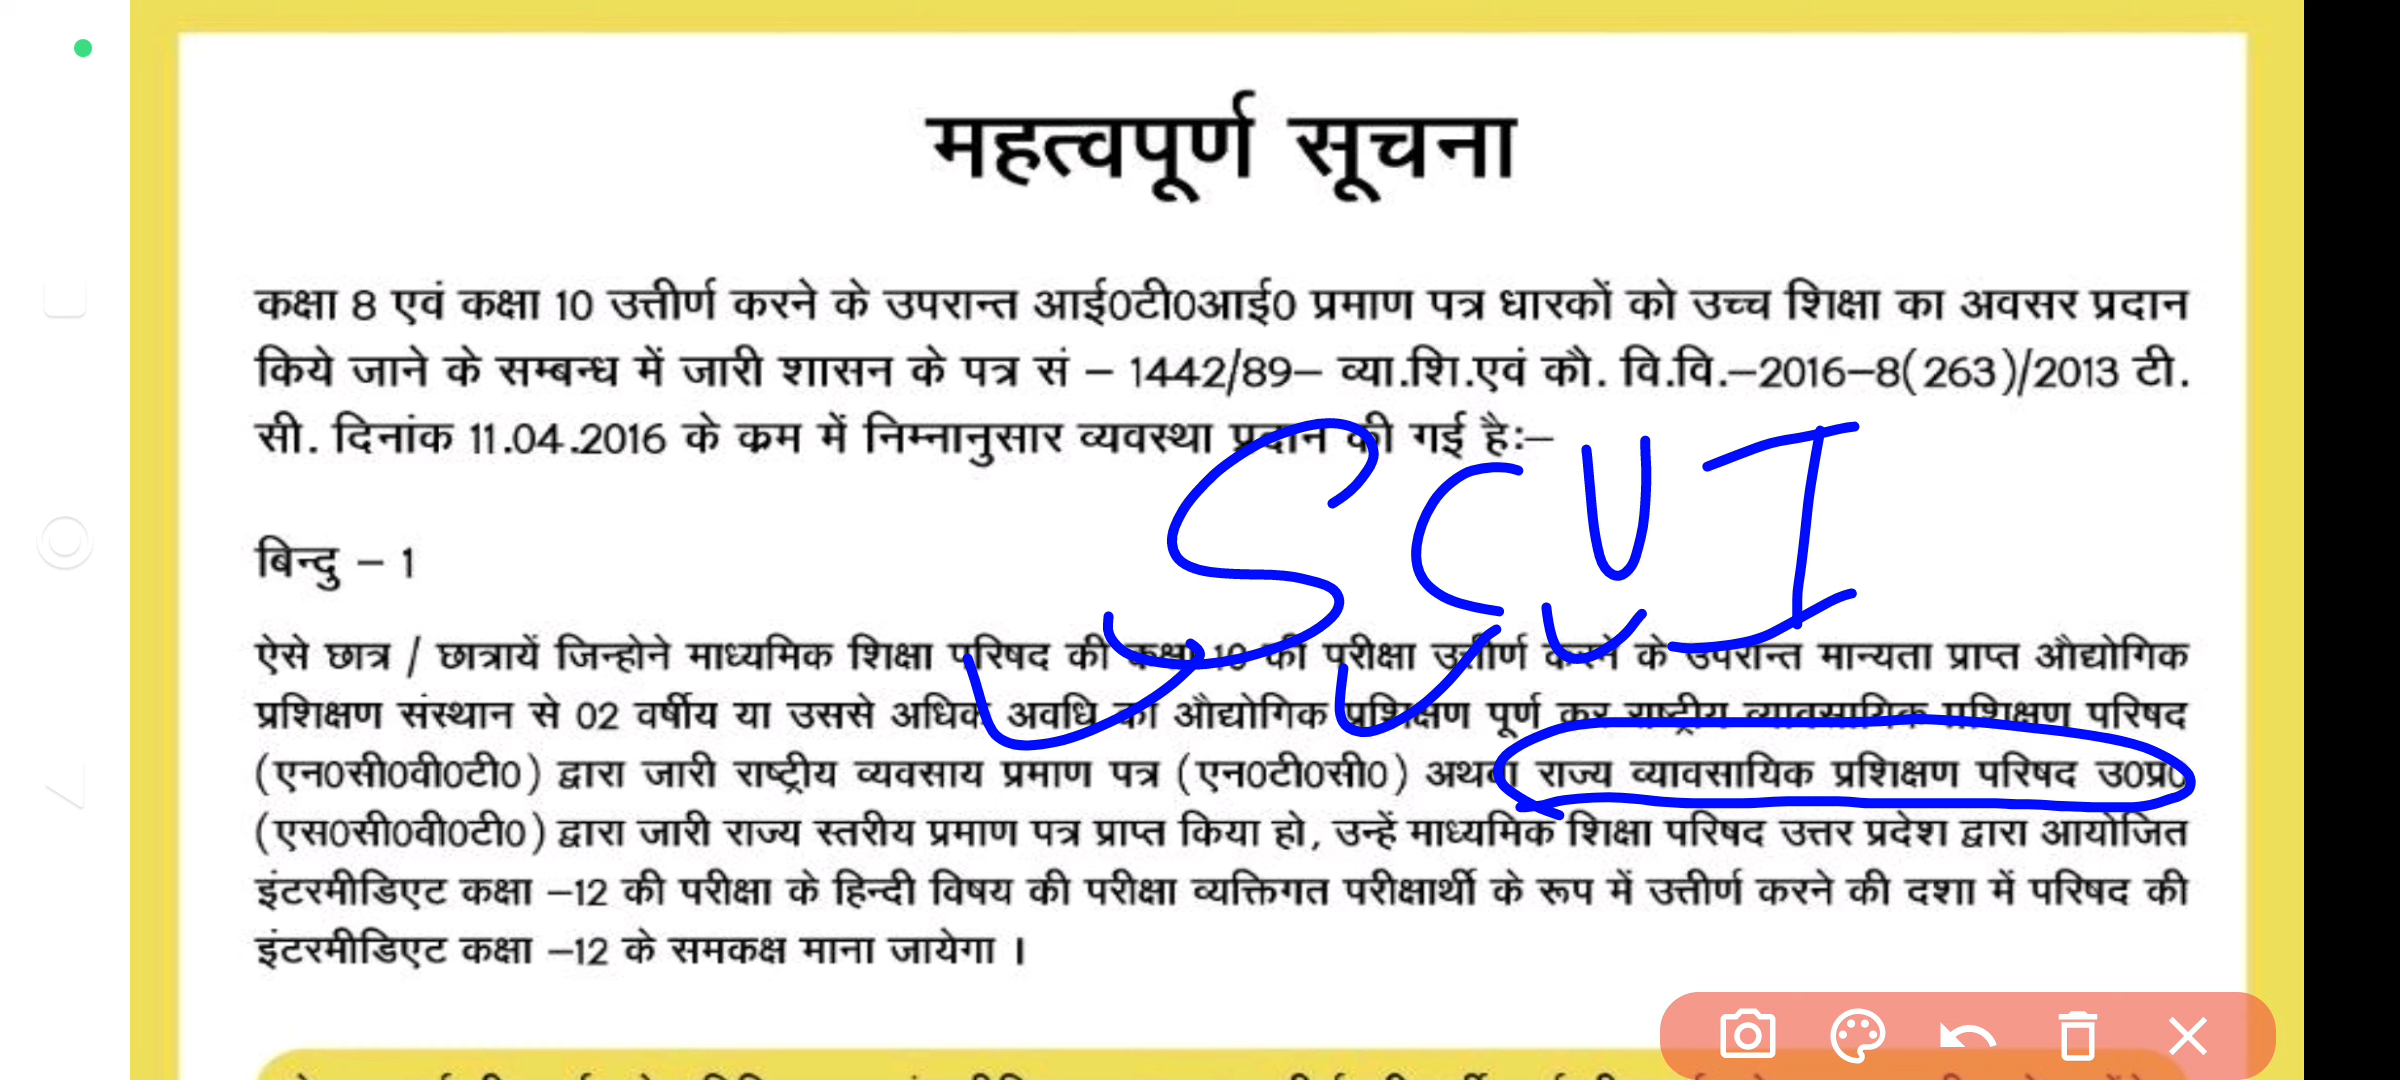 महत्वपूर्ण सूचना
कक्षा 8 एवं कक्षा 10 उत्तीर्ण करने के उपरान्त आई0टी0आई0 प्रमाण पत्र धारकों को उच्च शिक्षा का अवसर प्रदान
किये जाने के सम्बन्ध में जारी शासन के पत्र सं – 1442/89– व्या.शि.एवं कौ. वि.वि.–2016–8(263)/2013 टी.
सी. दिनांक 11.04.2016 के कम में निम्नानुसार व्यवस्था प्रदान की गई है:–
SCUI
बिन्दु – 1
ऐसे छात्र / छात्रायें जिन्होने माध्यमिक शिक्षा परिषद की कक्षा 10 की परीक्षा उत्तीर्ण करने के उपरान्त मान्यता प्राप्त औद्योगिक
प्रशिक्षण संस्थान से 02 वर्षीय या उससे अधिक अवधि का औद्योगिक प्रशिक्षण पूर्ण कर राष्ट्रीय व्यावसायिक प्रशिक्षण परिषद
(एन0सी0वी0टी0) द्वारा जारी राष्ट्रीय व्यवसाय प्रमाण पत्र (एन0टी0सी0) अथवा राज्य व्यावसायिक प्रशिक्षण परिषद उ0प्र0
(एस0सी0वी0टी0) द्वारा जारी राज्य स्तरीय प्रमाण पत्र प्राप्त किया हो, उन्हें माध्यमिक शिक्षा परिषद उत्तर प्रदेश द्वारा आयोजित
इंटरमीडिएट कक्षा –12 की परीक्षा के हिन्दी विषय की परीक्षा व्यक्तिगत परीक्षार्थी के रूप में उत्तीर्ण करने की दशा में परिषद की
इंटरमीडिएट कक्षा –12 के समकक्ष माना जायेगा ।